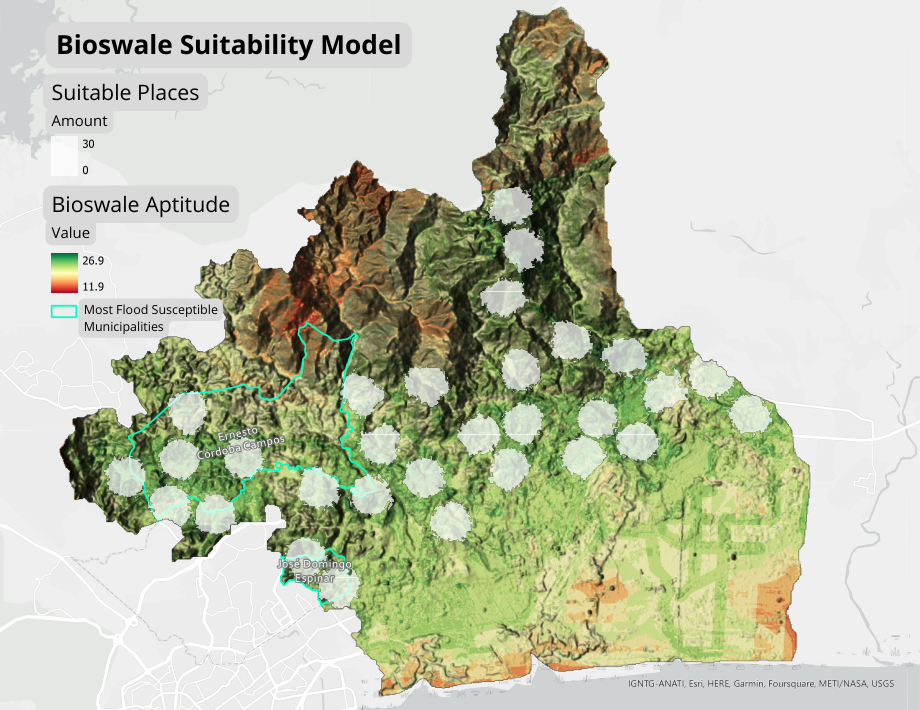 Bioswale Suitability Model
Suitable Places
Amount
30
0
Bioswale Aptitude
Value
26.9
11.9
Most Flood Susceptible
Municipalities
Ernesto
Córdoba Campos
José Domingo
Espinar
IGNTG-ANATI, Esri, HERE, Garmin, Foursquare, METI/NASA, USGS